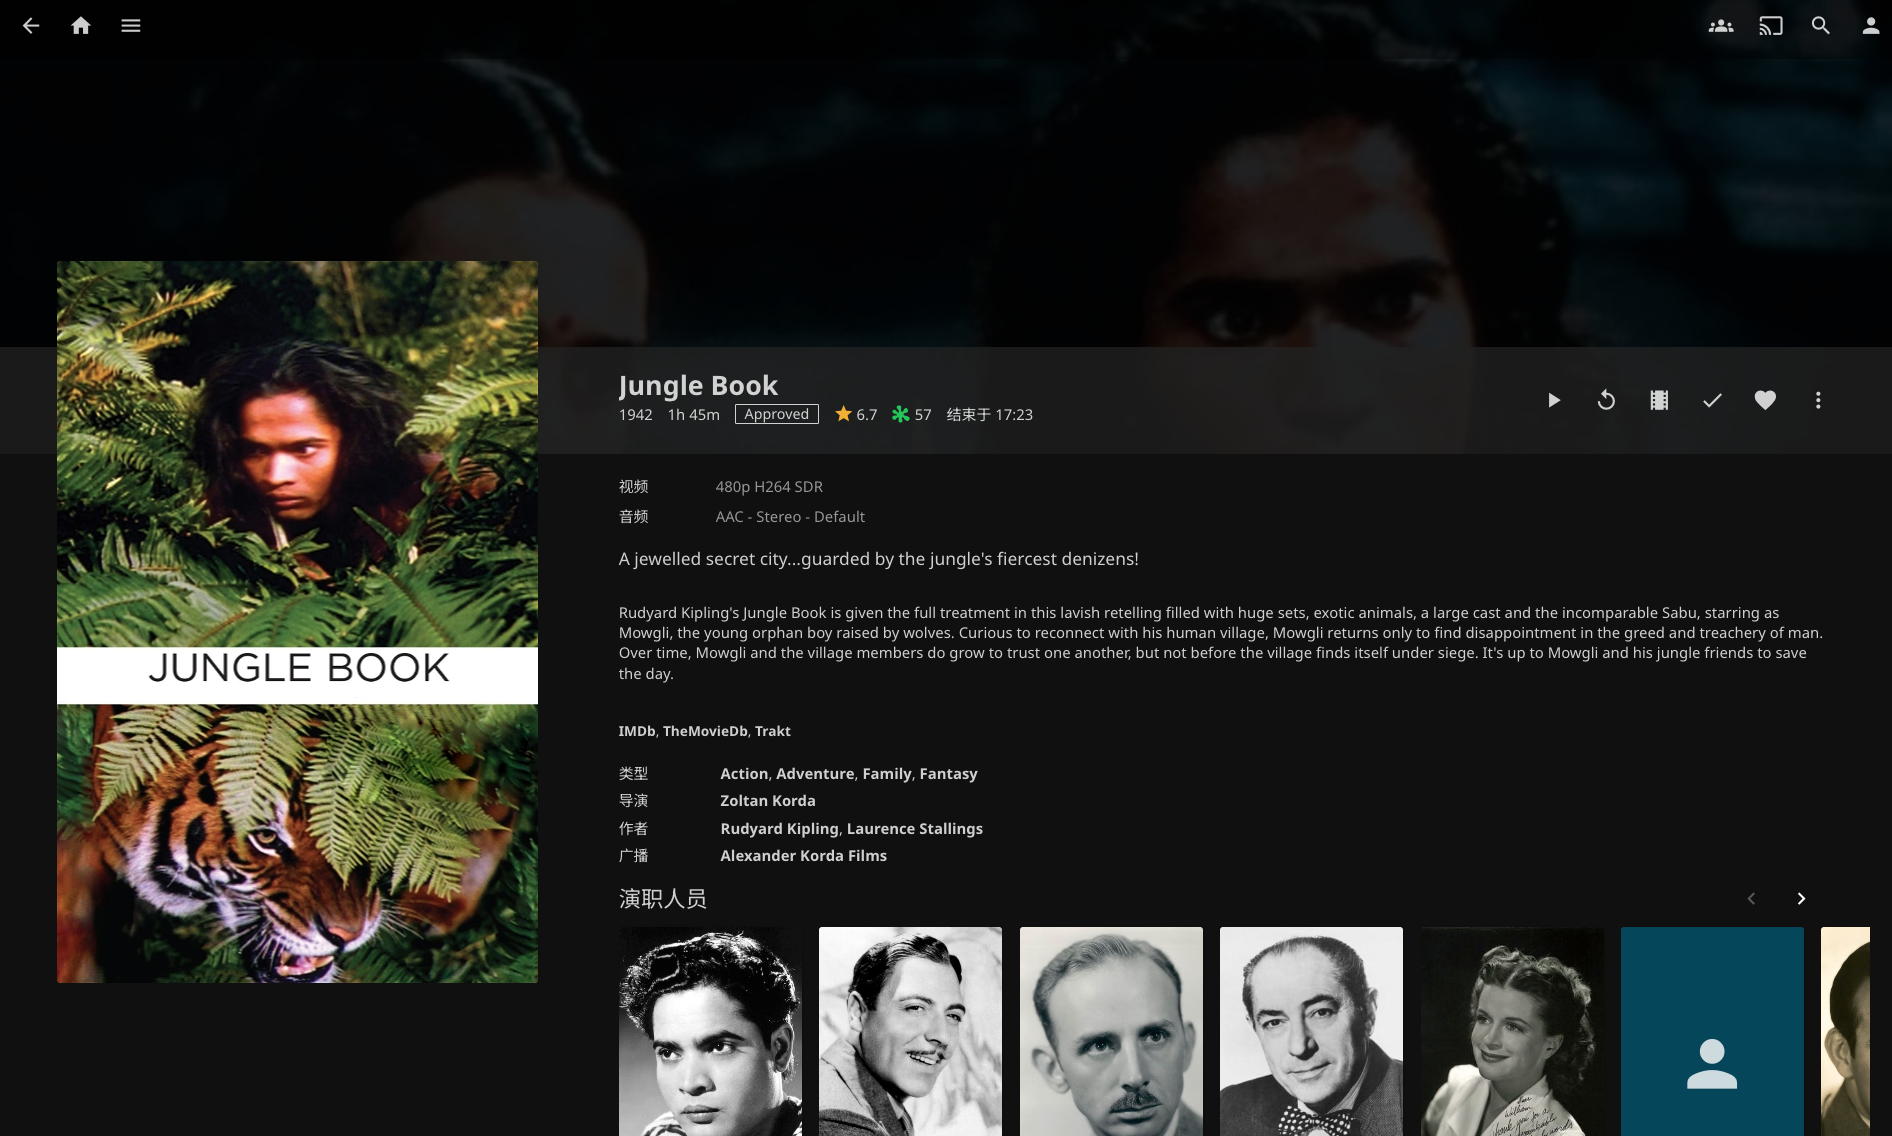 Jungle Book
1942 1h 45m Approved 6.7 57 结束于 17:23
视频 480p H264 SDR
音频 AAC - Stereo - Default
A jewelled secret city...guarded by the jungle's fiercest denizens!
Rudyard Kipling's Jungle Book is given the full treatment in this lavish retelling filled with huge sets, exotic animals, a large cast and the incomparable Sabu, starring as
Mowgli, the young orphan boy raised by wolves. Curious to reconnect with his human village, Mowgli returns only to find disappointment in the greed and treachery of man.
Over time, Mowgli and the village members do grow to trust one another, but not before the village finds itself under siege. It's up to Mowgli and his jungle friends to save
the day.
JUNGLE BOOK
IMDb, TheMovieDb, Trakt
类型 Action, Adventure, Family, Fantasy
导演 Zoltan Korda
作者 Rudyard Kipling, Laurence Stallings
广播 Alexander Korda Films
演职人员